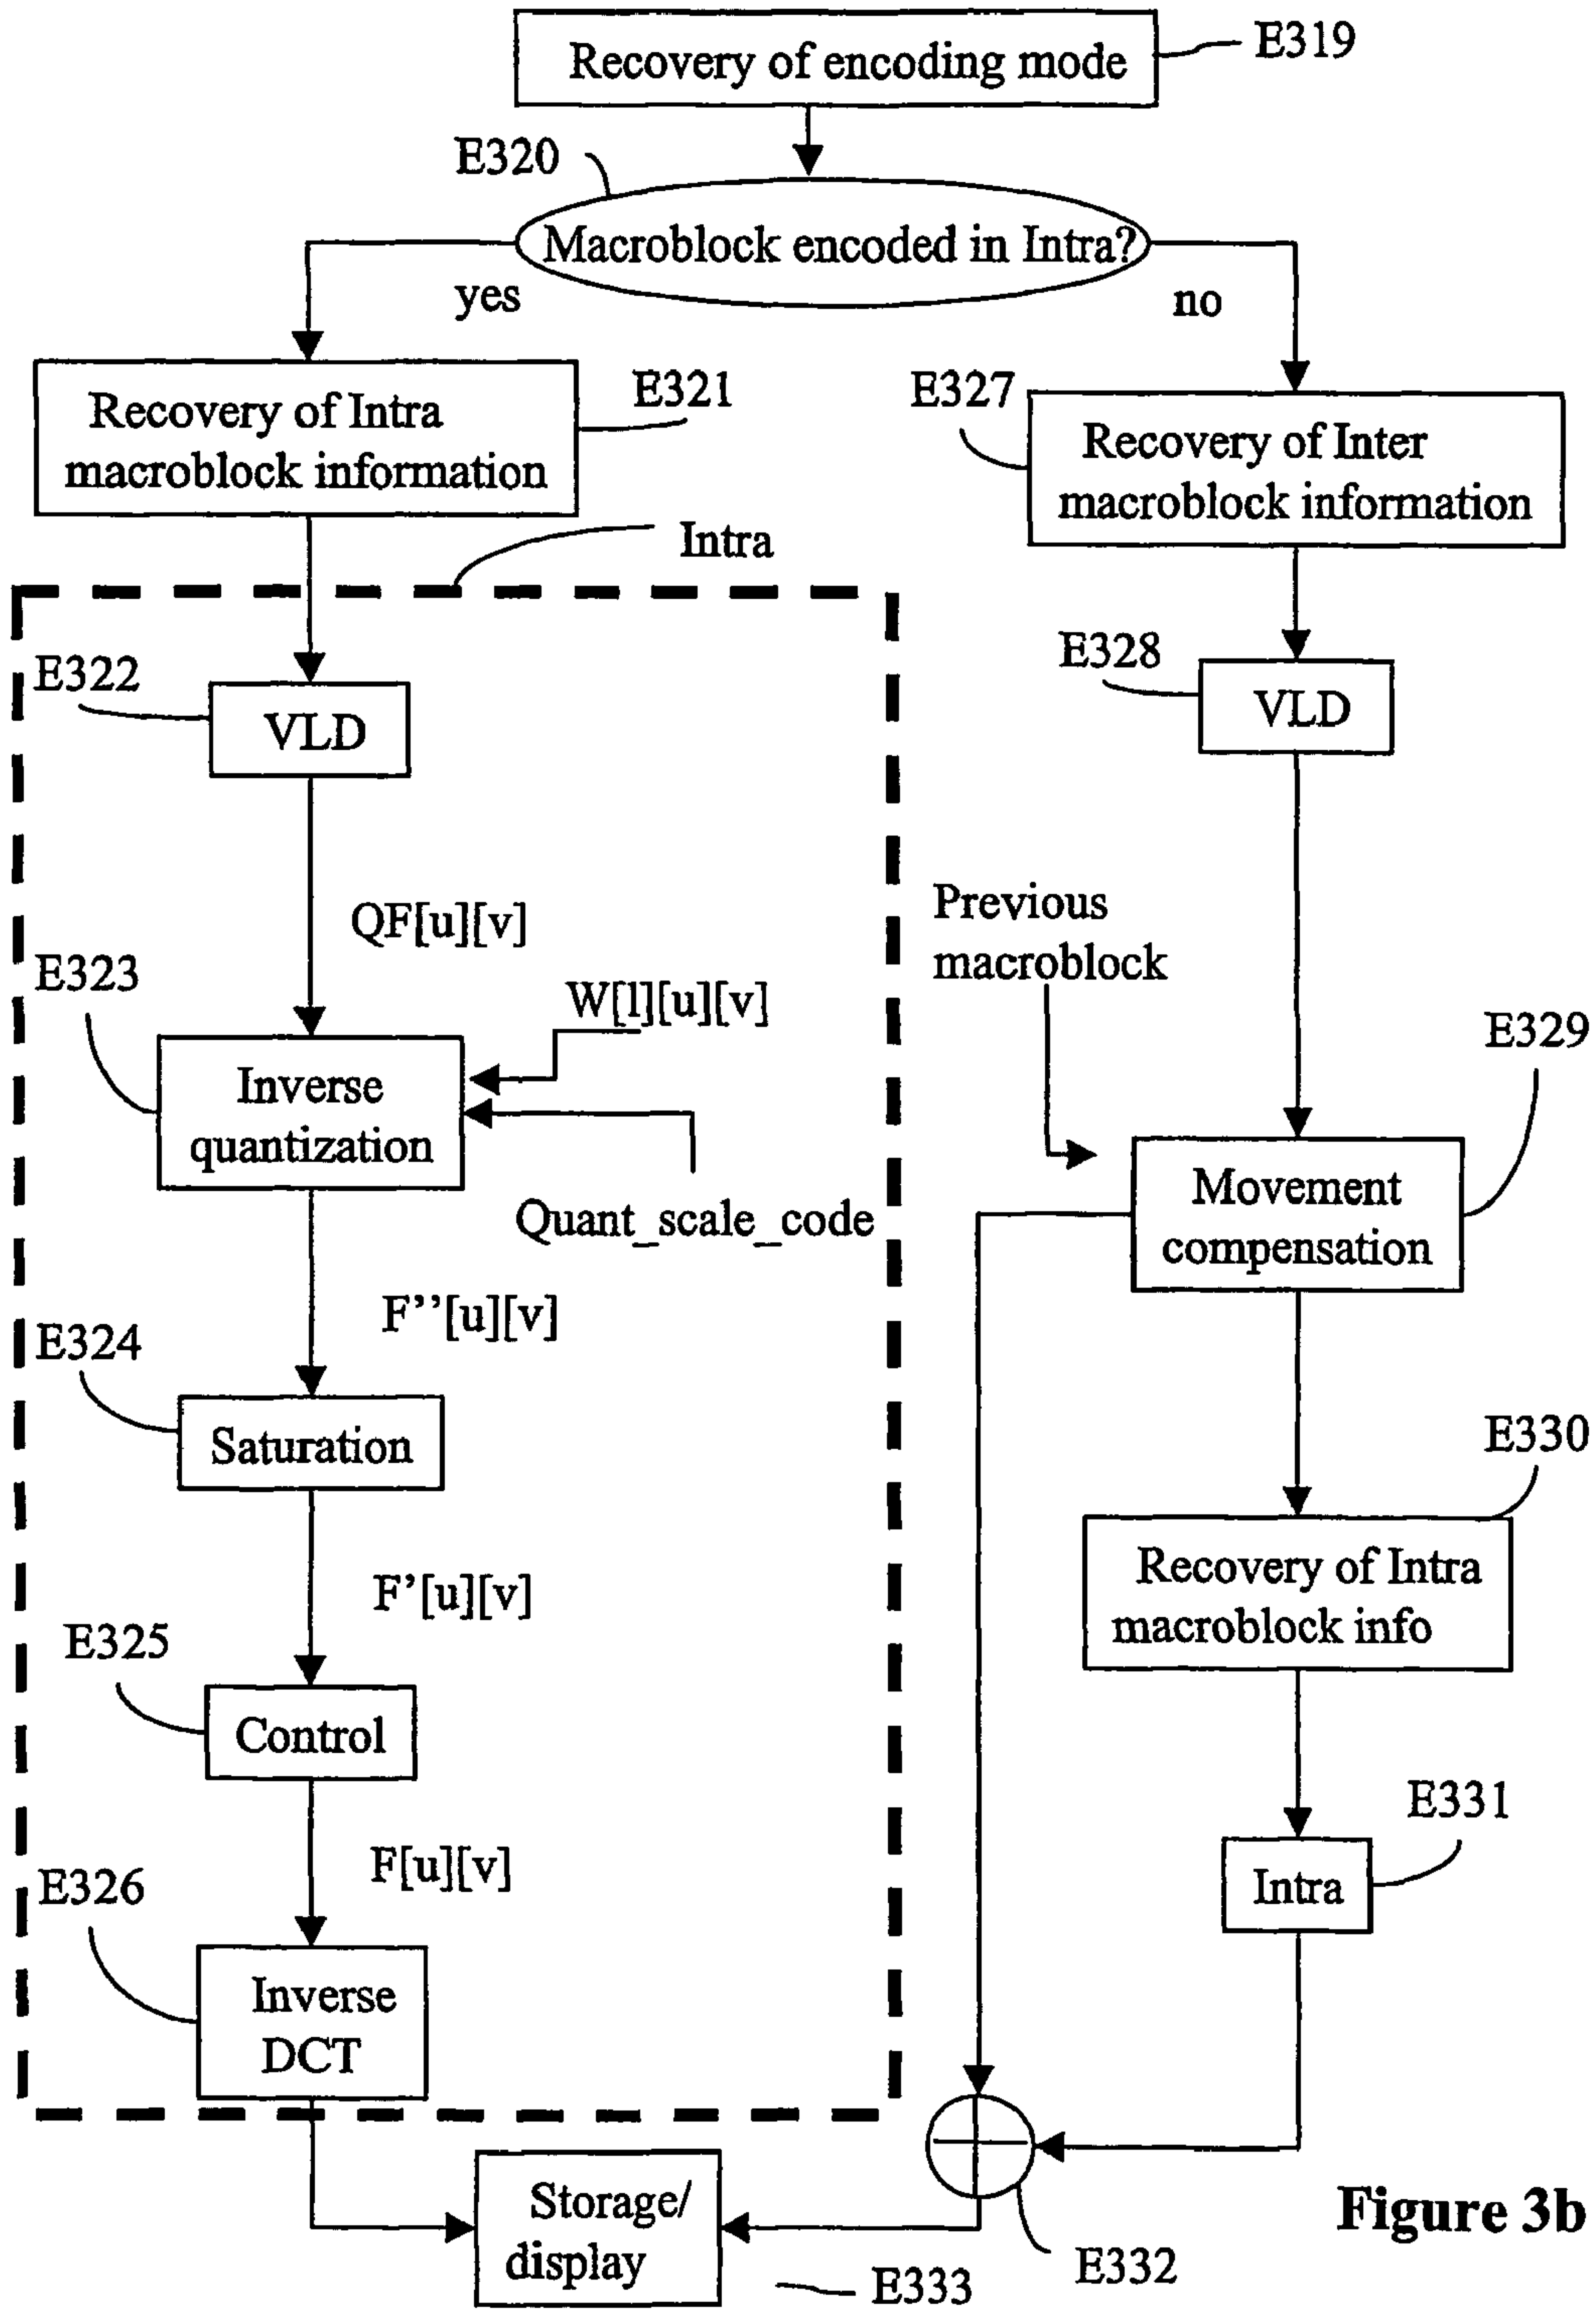 Recovery of encoding mode
E319
E320
Macroblock encoded in Intra?
yes
no
Recovery of Intra
macroblock information
E321
E327
Recovery of Inter
macroblock information
Intra
E322
VLD
E328
VLD
QF[u][v]
Previous
macroblock
E323
W[l][u][v]
Inverse
quantization
Quant_scale_code
E329
Movement
compensation
F’’[u][v]
E324
Saturation
E330
Recovery of Intra
macroblock info
F’[u][v]
E325
Control
E331
Intra
F[u][v]
E326
Inverse
DCT
Storage/
display
E333
E332
Figure 3b